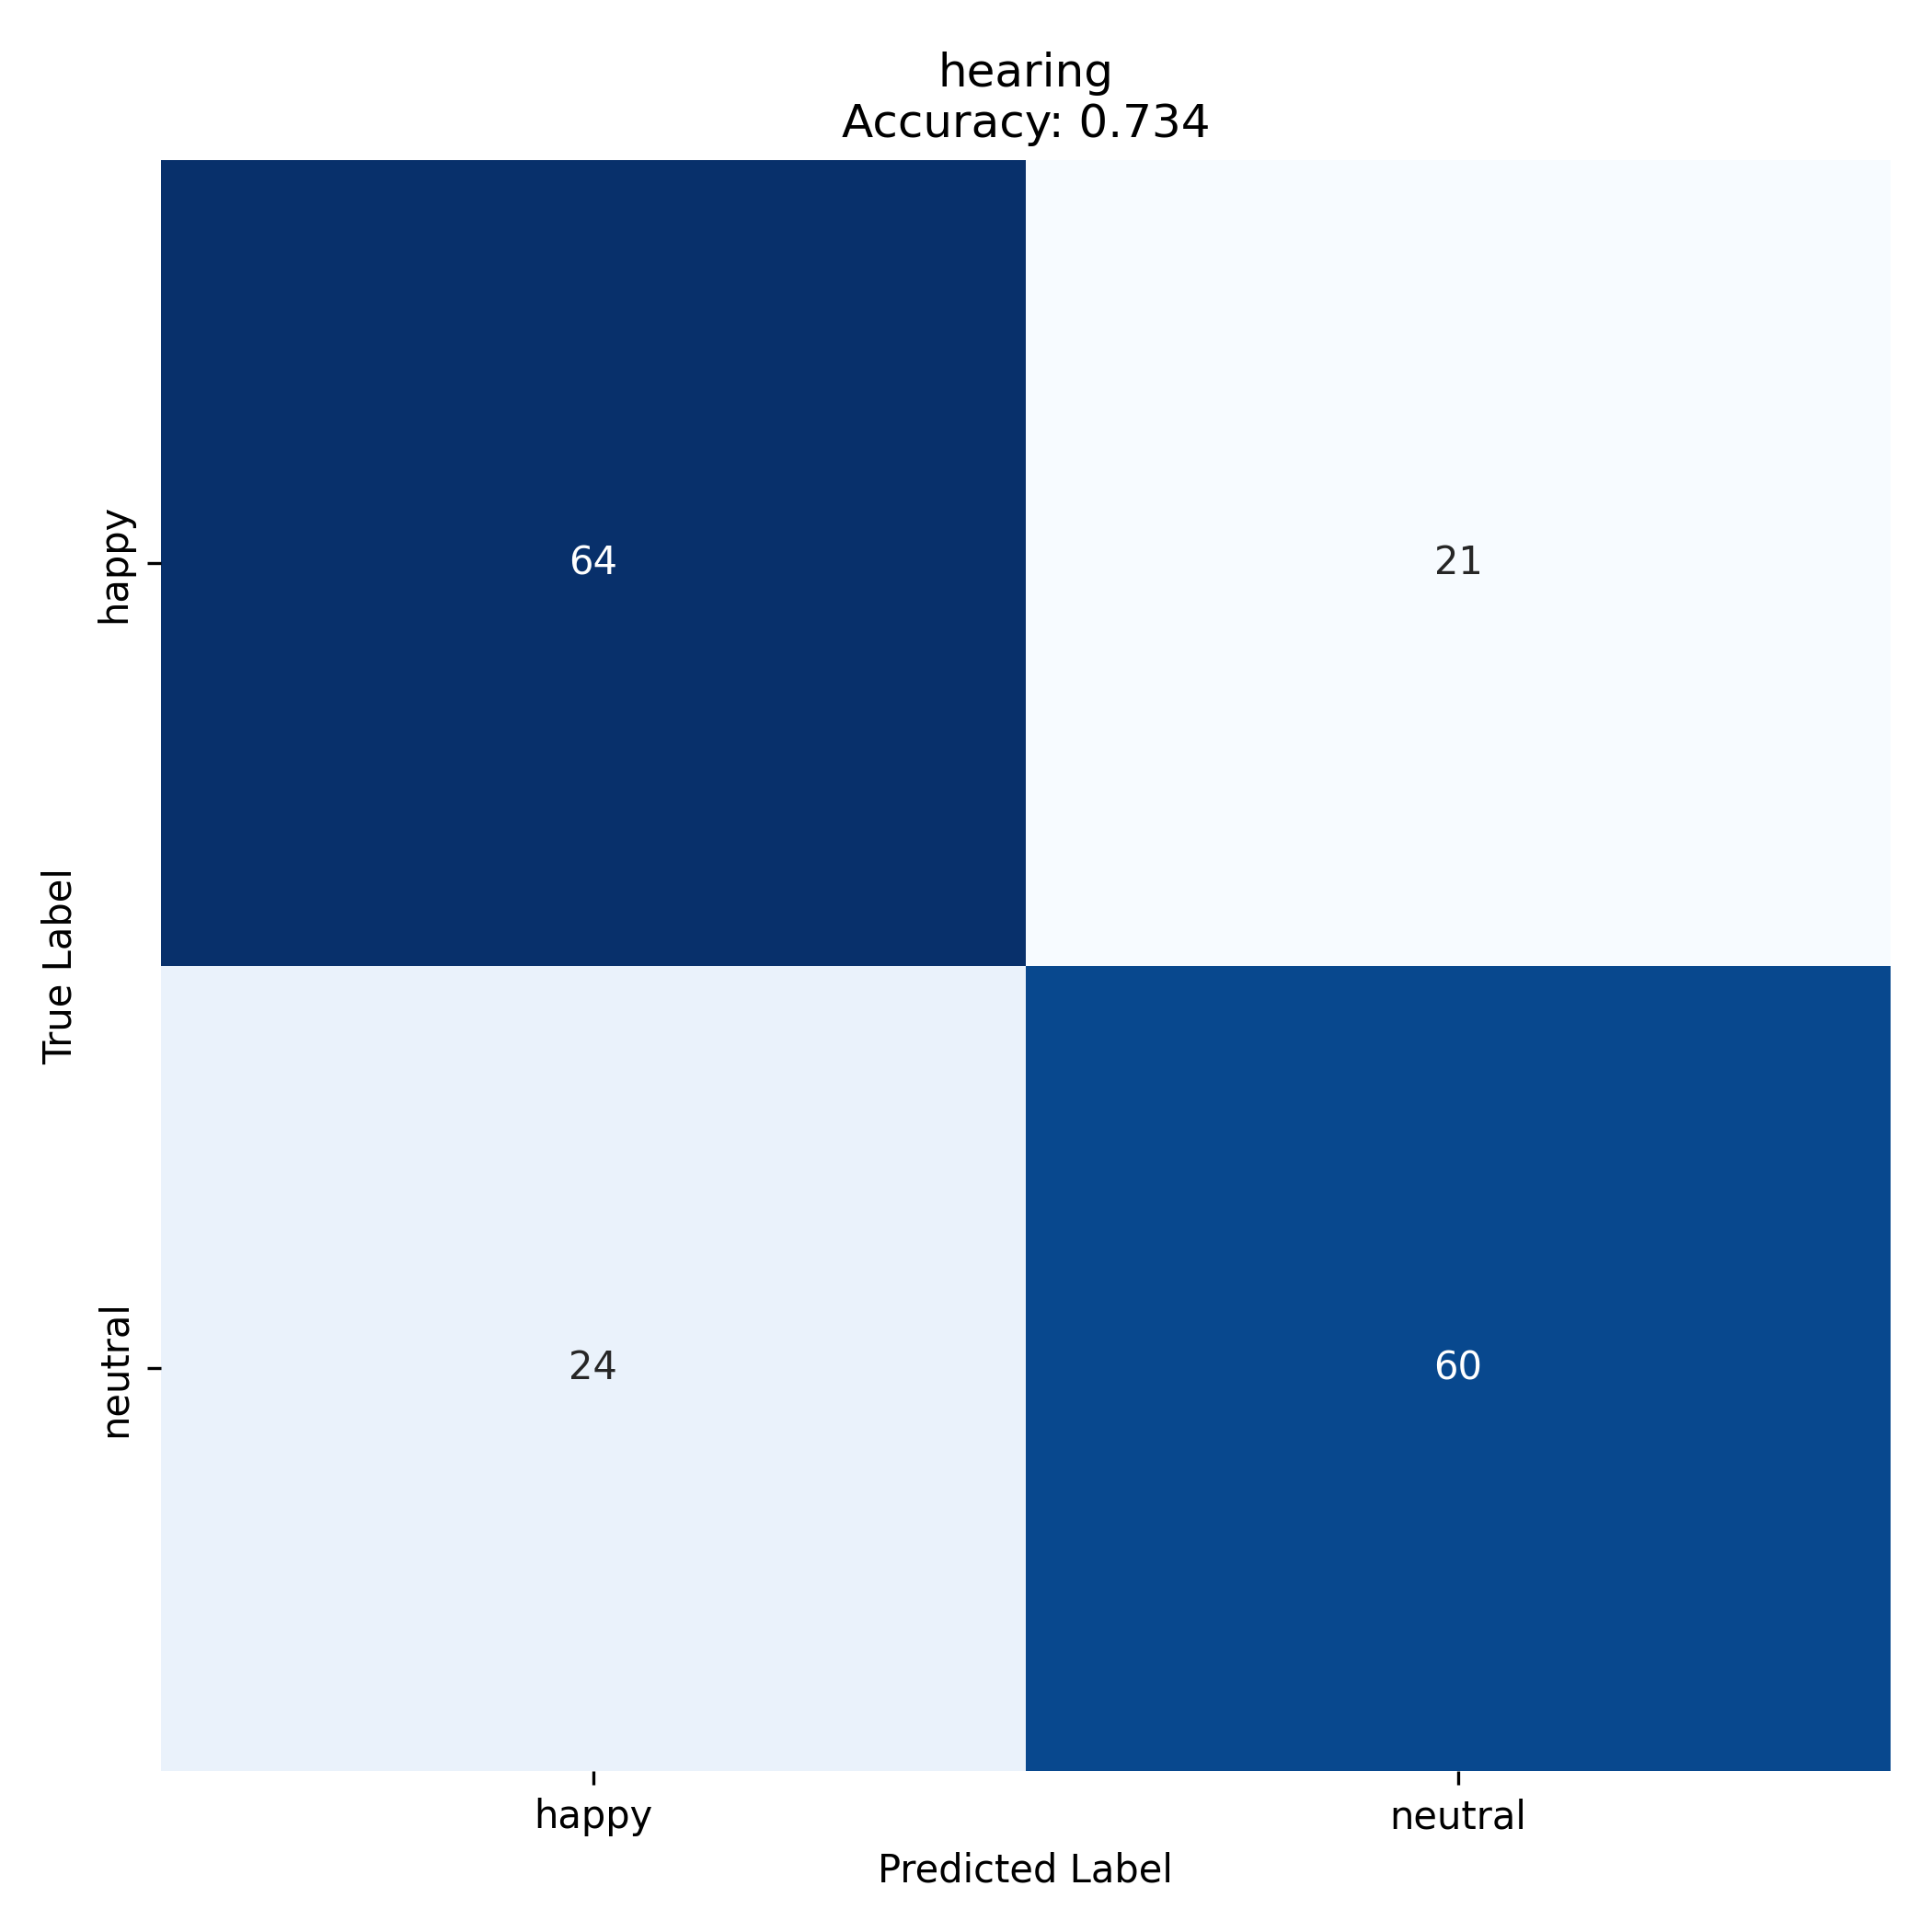 hearing
Accuracy: 0.734
True Label
happy
64
21
neutral
24
60
happy
neutral
Predicted Label